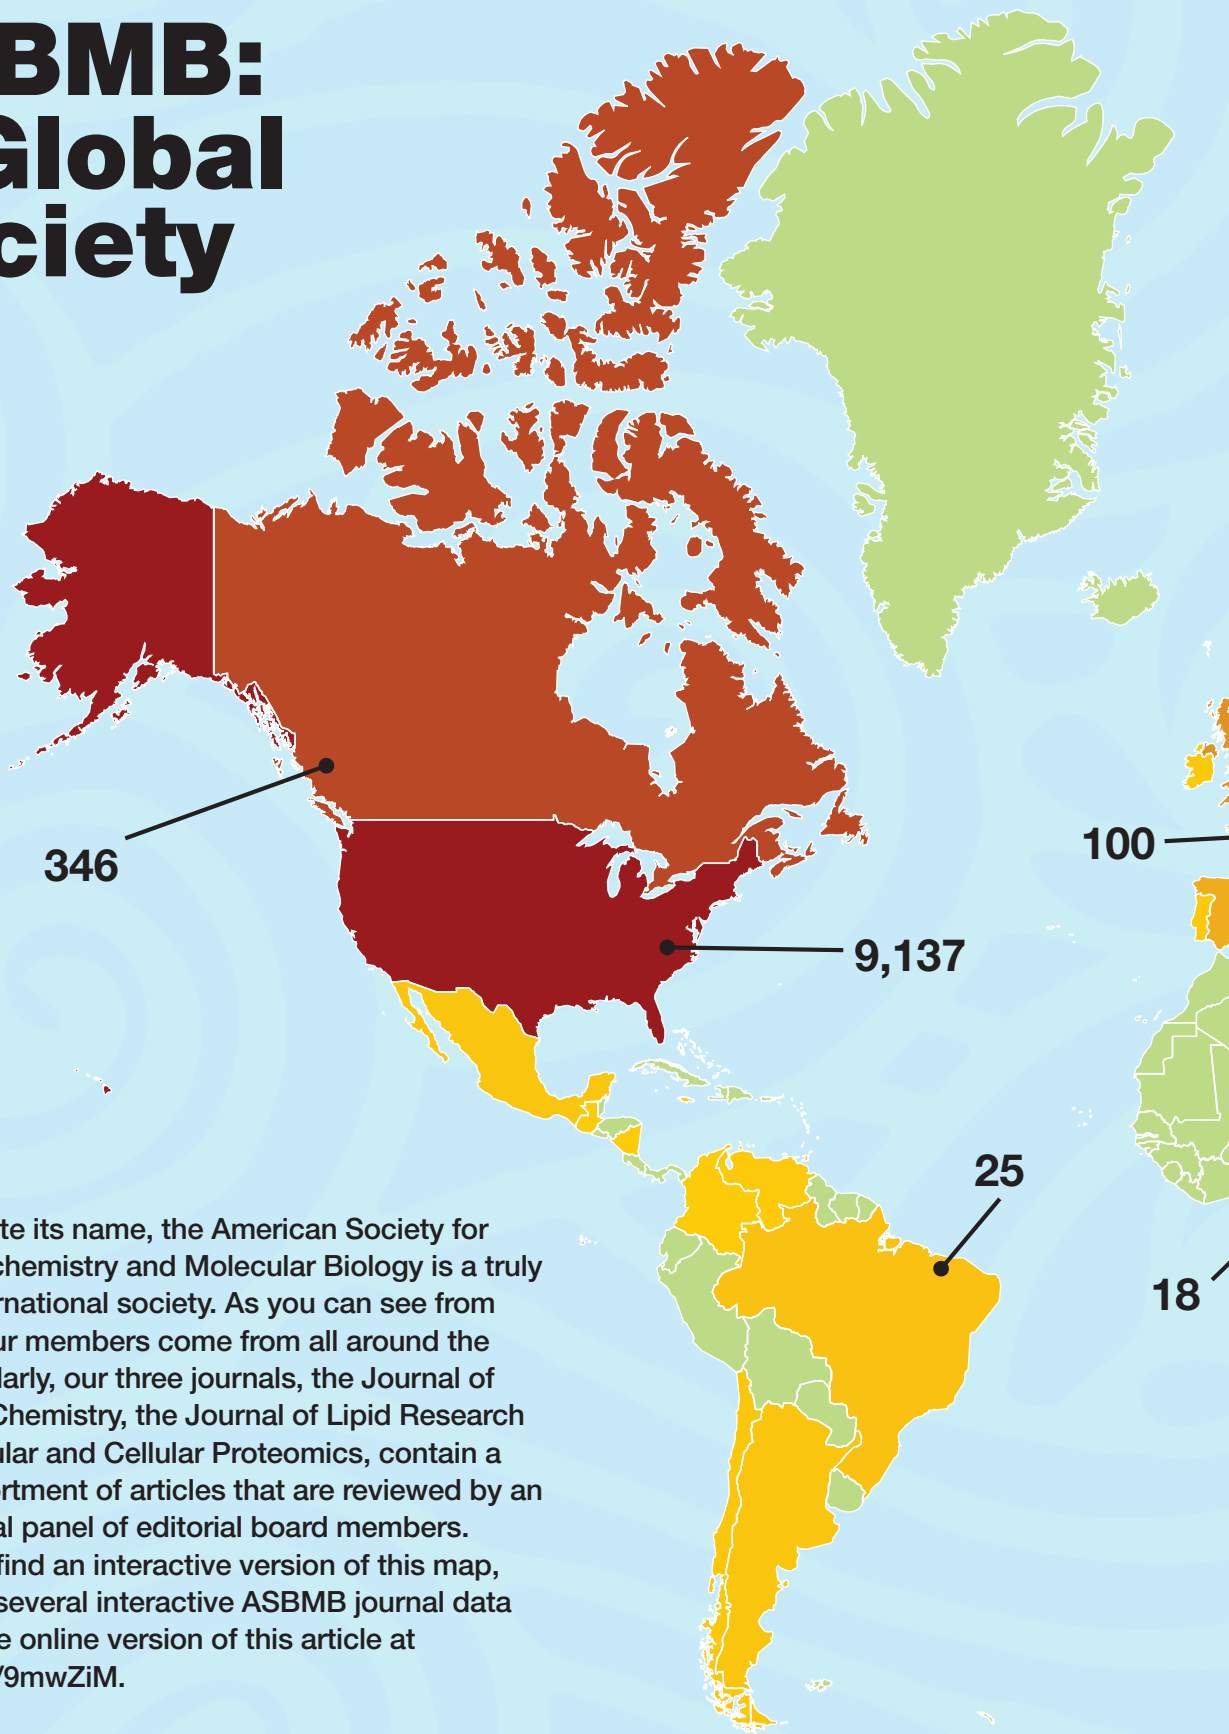 BMB:
Global
ciety
346
100
9,137
25
18
te its name, the American Society for
chemistry and Molecular Biology is a truly
rnational society. As you can see from
ur members come from all around the
larly, our three journals, the Journal of
Chemistry, the Journal of Lipid Research
ular and Cellular Proteomics, contain a
rtment of articles that are reviewed by an
al panel of editorial board members.
find an interactive version of this map,
several interactive ASBMB journal data
e online version of this article at
/9mwZiM.